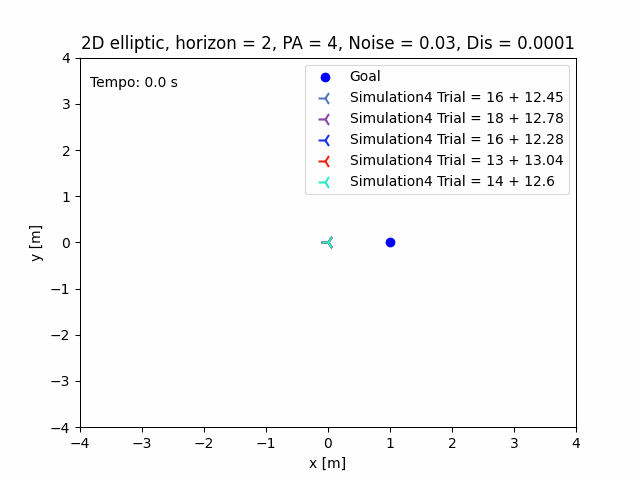 2D elliptic, horizon = 2, PA = 4, Noise = 0.03, Dis = 0.0001
Tempo: 0.0 s
Goal
Simulation4 Trial = 16 + 12.45
Simulation4 Trial = 18 + 12.78
Simulation4 Trial = 16 + 12.28
Simulation4 Trial = 13 + 13.04
Simulation4 Trial = 14 + 12.6
4
3
2
1
0
−1
−2
−3
−4
y [m]
−4 −3 −2 −1 0 1 2 3 4
x [m]